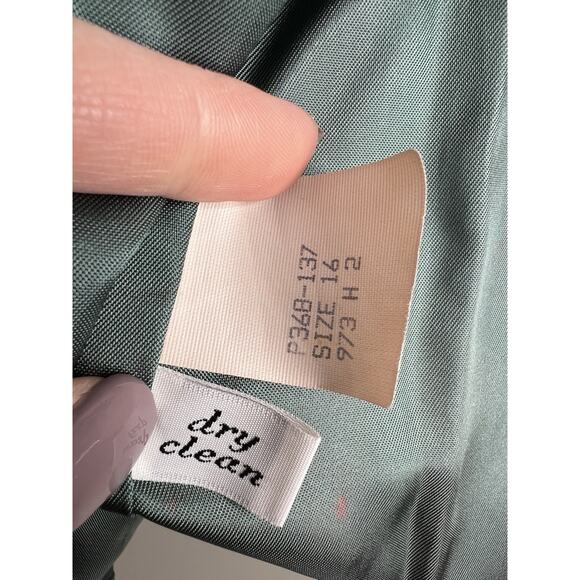 P368-137
SIZE 16
973 H 2
dry
clean